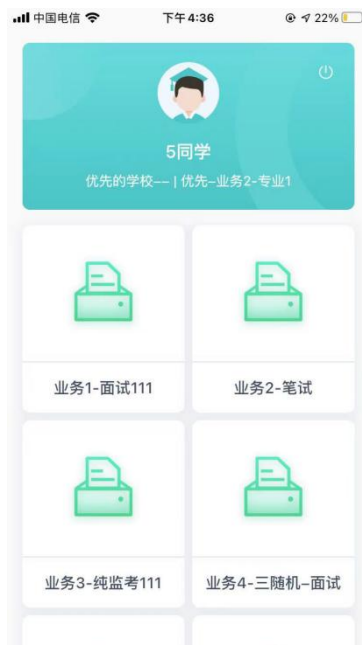 中国电信 下午4:36 22%
5同学
优先的学校-- | 优先-业务2-专业1
业务1-面试111 业务2-笔试
业务3-纯监考111 业务4-三随机-面试